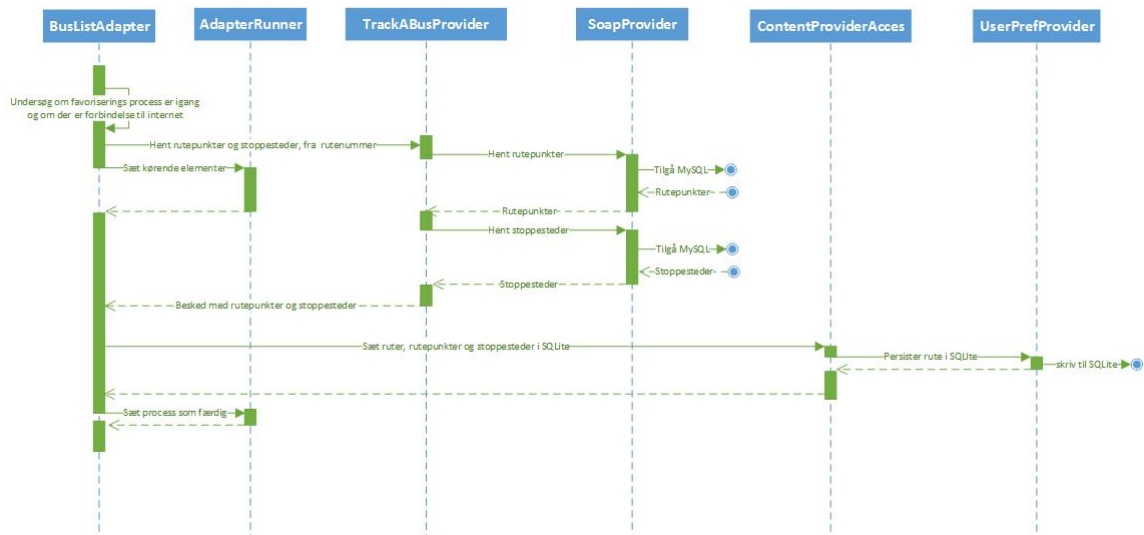 BusListAdapter
AdapterRunner
TrackABusProvider
SoapProvider
ContentProviderAcces
UserPrefProvider
Undersøg om favoriserings process er igang
og om der er forbindelse til internet
Hent rutepunkter og stoppesteder, fra rutenummer
Hent rutepunkter
Sæt kørende elementer
Tilgå MySQL
Rutepunkter
Rutepunkter
Hent stoppesteder
Tilgå MySQL
Stoppesteder
Stoppesteder
Besked med rutepunkter og stoppesteder
Sæt ruter, rutepunkter og stoppesteder i SQLite
Persister rute i SQLite
skriv til SQLite
Sæt process som færdig